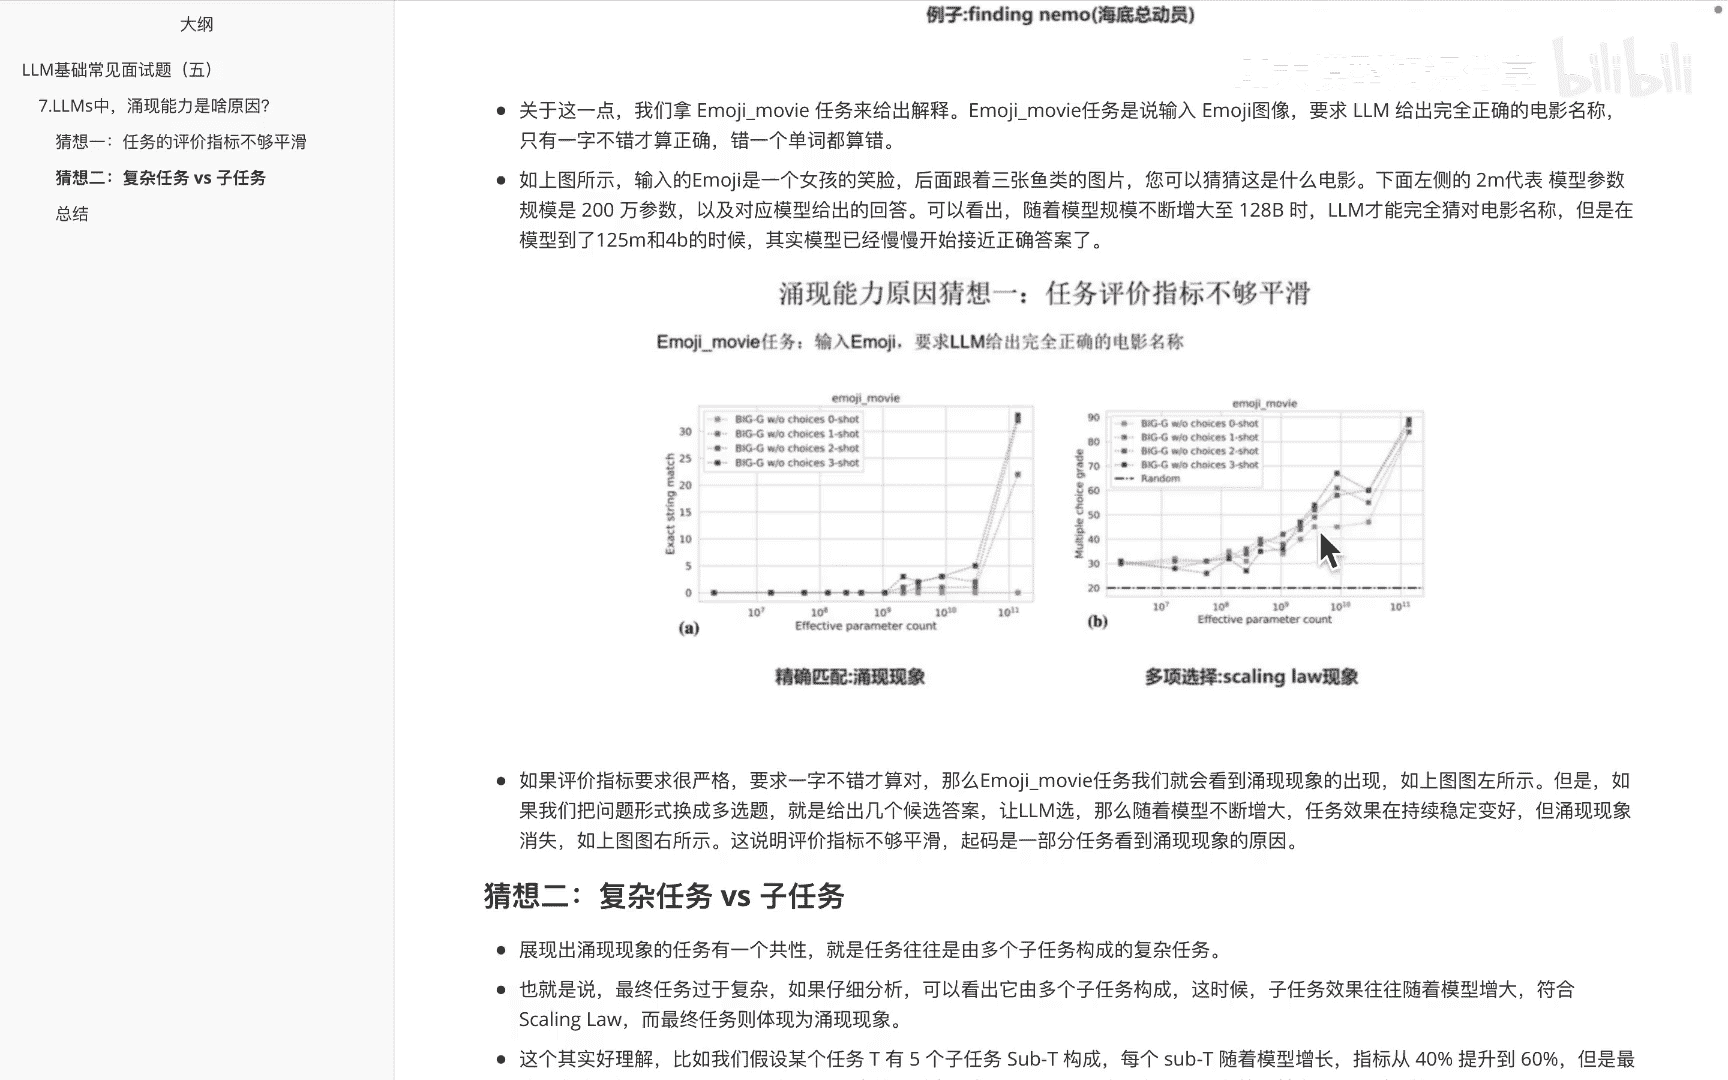 大纲
LLM基础常见面试题（五）
7.LLMs中，涌现能力是啥原因？
猜想一：任务的评价指标不够平滑
猜想二：复杂任务 vs 子任务
总结
例子:finding nemo(海底总动员)
bilibili
关于这一点，我们拿 Emoji_movie 任务来给出解释。Emoji_movie任务是说输入 Emoji图像，要求 LLM 给出完全正确的电影名称，
只有一字不错才算正确，错一个单词都算错。
如上图所示，输入的Emoji是一个女孩的笑脸，后面跟着三张鱼类的图片，您可以猜猜这是什么电影。下面左侧的 2m代表 模型参数
规模是 200 万参数，以及对应模型给出的回答。可以看出，随着模型规模不断增大至 128B 时，LLM才能完全猜对电影名称，但是在
模型到了125m和4b的时候，其实模型已经慢慢开始接近正确答案了。
涌现能力原因猜想一：任务评价指标不够平滑
Emoji_movie任务：输入Emoji，要求LLM给出完全正确的电影名称
emoji_movie
BIG-G w/o choices 0-shot
BIG-G w/o choices 1-shot
BIG-G w/o choices 2-shot
BIG-G w/o choices 3-shot
Exact string match
30
25
20
15
10
5
0
10⁷ 10⁸ 10⁹ 10¹⁰ 10¹¹
Effective parameter count
(a)
精确匹配:涌现现象
emoji_movie
BIG-G w/o choices 0-shot
BIG-G w/o choices 1-shot
BIG-G w/o choices 2-shot
BIG-G w/o choices 3-shot
Random
Multiple choice grade
90
80
70
60
50
40
30
20
10⁷ 10⁸ 10⁹ 10¹⁰ 10¹¹
Effective parameter count
(b)
多项选择:scaling law现象
如果评价指标要求很严格，要求一字不错才算对，那么Emoji_movie任务我们就会看到涌现现象的出现，如上图图左所示。但是，如
果我们把问题形式换成多选题，就是给出几个候选答案，让LLM选，那么随着模型不断增大，任务效果在持续稳定变好，但涌现现象
消失，如上图图右所示。这说明评价指标不够平滑，起码是一部分任务看到涌现现象的原因。
猜想二：复杂任务 vs 子任务
展现出涌现现象的任务有一个共性，就是任务往往是由多个子任务构成的复杂任务。
也就是说，最终任务过于复杂，如果仔细分析，可以看出它由多个子任务构成，这时候，子任务效果往往随着模型增大，符合
Scaling Law，而最终任务则体现为涌现现象。
这个其实好理解，比如我们假设某个任务 T 有 5 个子任务 Sub-T 构成，每个 sub-T 随着模型增长，指标从 40% 提升到 60%，但是最